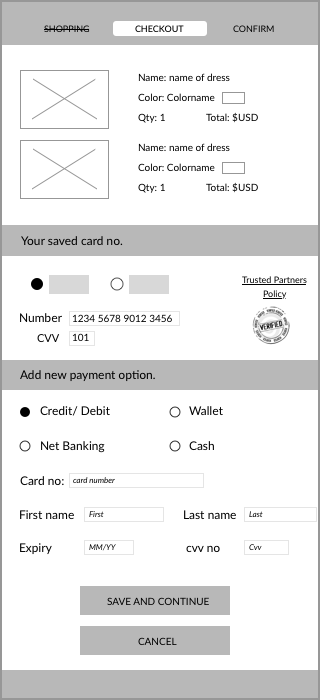 SHOPPING CHECKOUT CONFIRM
Name: name of dress
Color: Colorname
Qty: 1 Total: $USD
Name: name of dress
Color: Colorname
Qty: 1 Total: $USD
Your saved card no.
Trusted Partners
Policy
Number 1234 5678 9012 3456
VERIFIED
CVV 101
Add new payment option.
Credit/ Debit Wallet
Net Banking Cash
Card no: card number
First name First Last name Last
Expiry MM/YY cvv no Cvv
SAVE AND CONTINUE
CANCEL